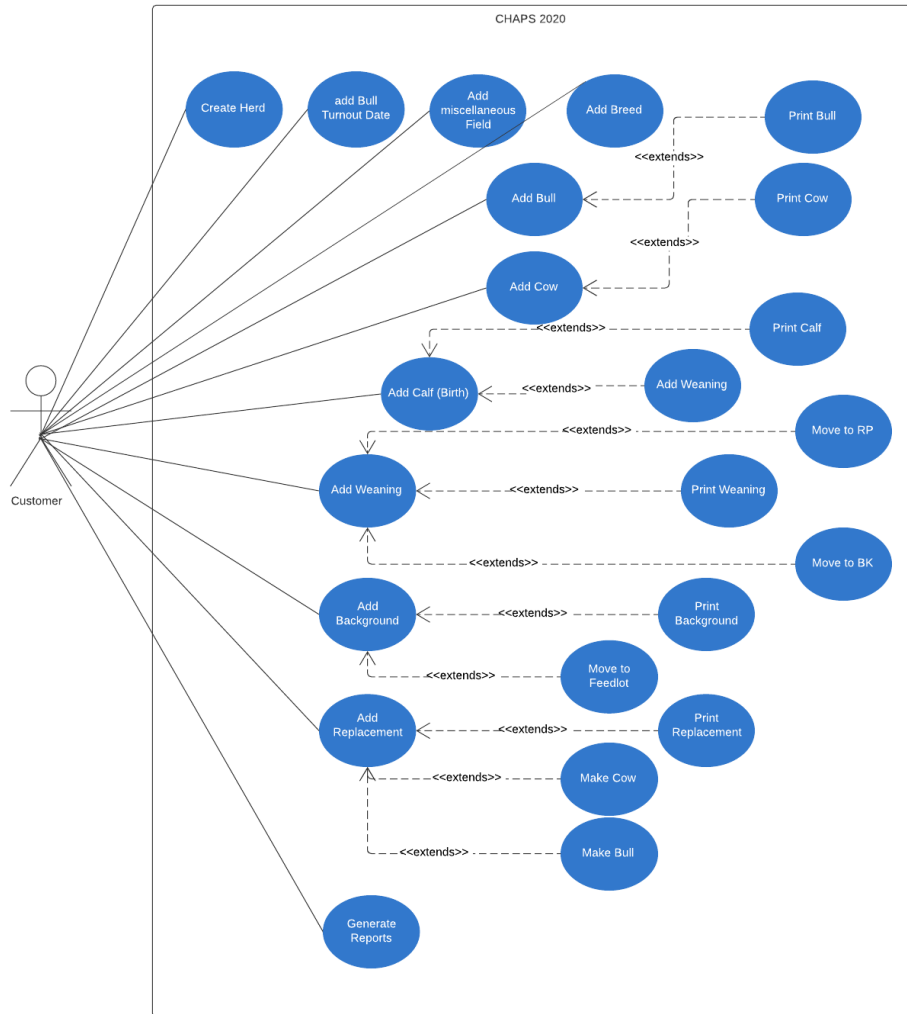 CHAPS 2020
Create Herd
add Bull
Turnout Date
Add
miscellaneous
Field
Add Breed
Print Bull
<<extends>>
Add Bull
Print Cow
<<extends>>
Add Cow
<<extends>>
Print Calf
Add Calf (Birth)
<<extends>>
Add Weaning
<<extends>>
Move to RP
Customer
Add Weaning
<<extends>>
Print Weaning
<<extends>>
Move to BK
Add
Background
<<extends>>
Print
Background
<<extends>>
Move to
Feedlot
Add
Replacement
<<extends>>
Print
Replacement
<<extends>>
Make Cow
<<extends>>
Make Bull
Generate
Reports